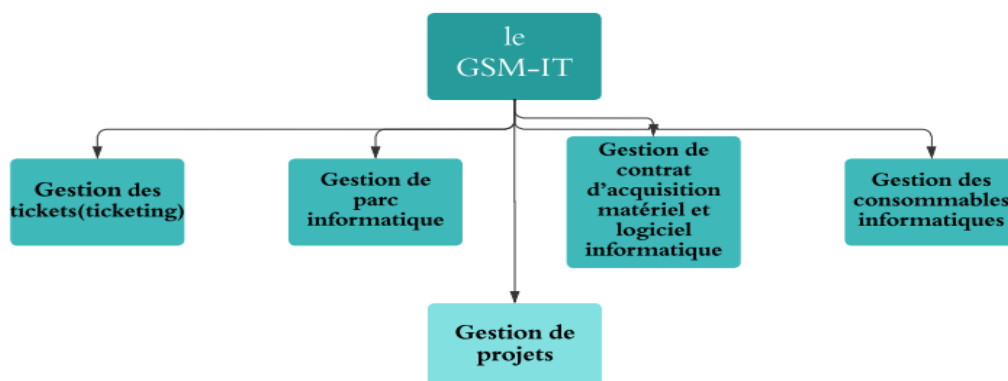 le
GSM-IT
Gestion des
tickets(ticketing)
Gestion de
parc
informatique
Gestion de
contrat
d'acquisition
matériel et
logiciel
informatique
Gestion des
consommables
informatiques
Gestion de
projets